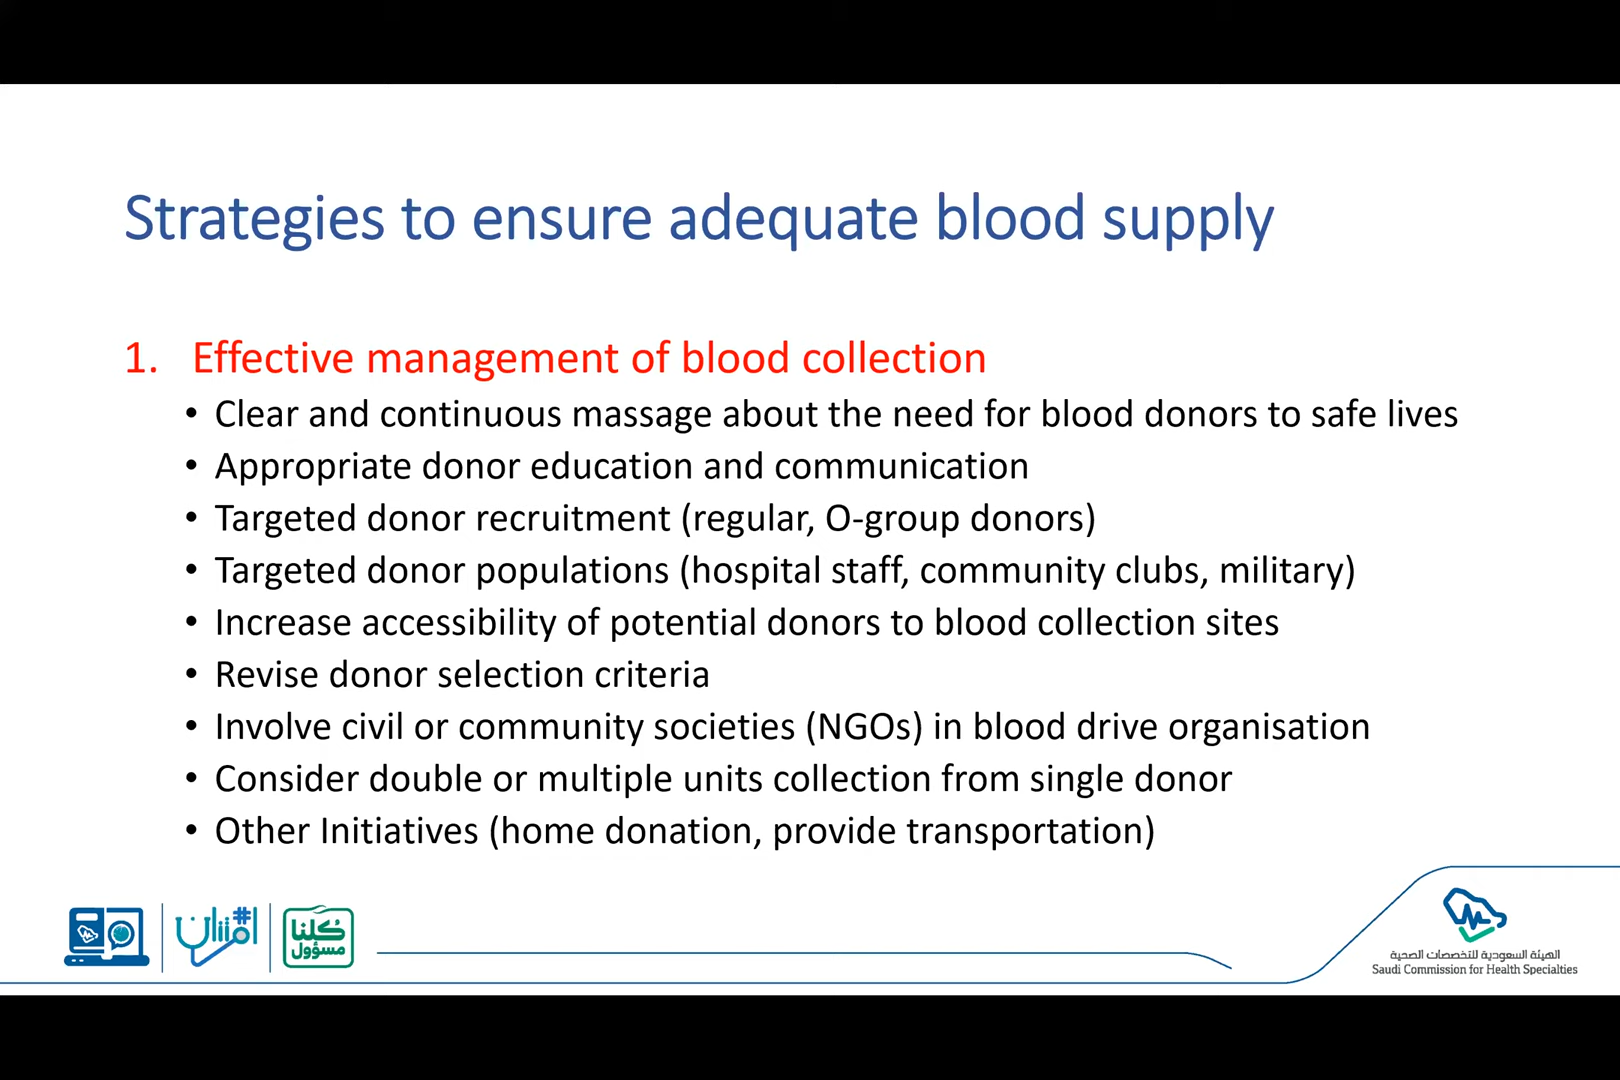 Strategies to ensure adequate blood supply
1. Effective management of blood collection
• Clear and continuous massage about the need for blood donors to safe lives
• Appropriate donor education and communication
• Targeted donor recruitment (regular, O-group donors)
• Targeted donor populations (hospital staff, community clubs, military)
• Increase accessibility of potential donors to blood collection sites
• Revise donor selection criteria
• Involve civil or community societies (NGOs) in blood drive organisation
• Consider double or multiple units collection from single donor
• Other Initiatives (home donation, provide transportation)
#امتنان
كلنا
مسؤول
الهيئة السعودية للتخصصات الصحية
Saudi Commission for Health Specialties